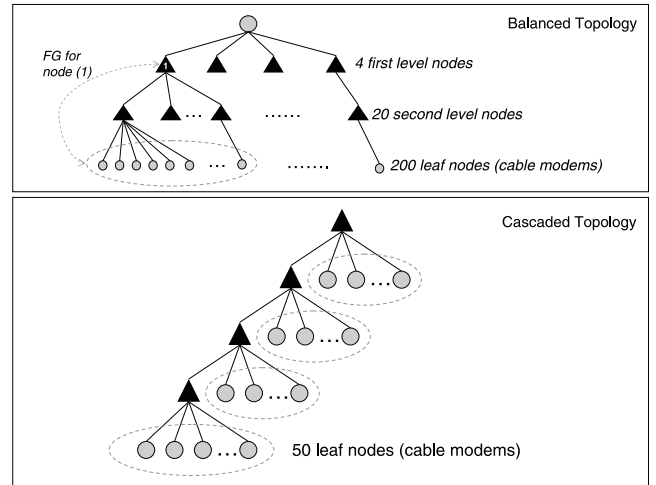 Balanced Topology
FG for
node (1)
1
4 first level nodes
20 second level nodes
200 leaf nodes (cable modems)
Cascaded Topology
50 leaf nodes (cable modems)